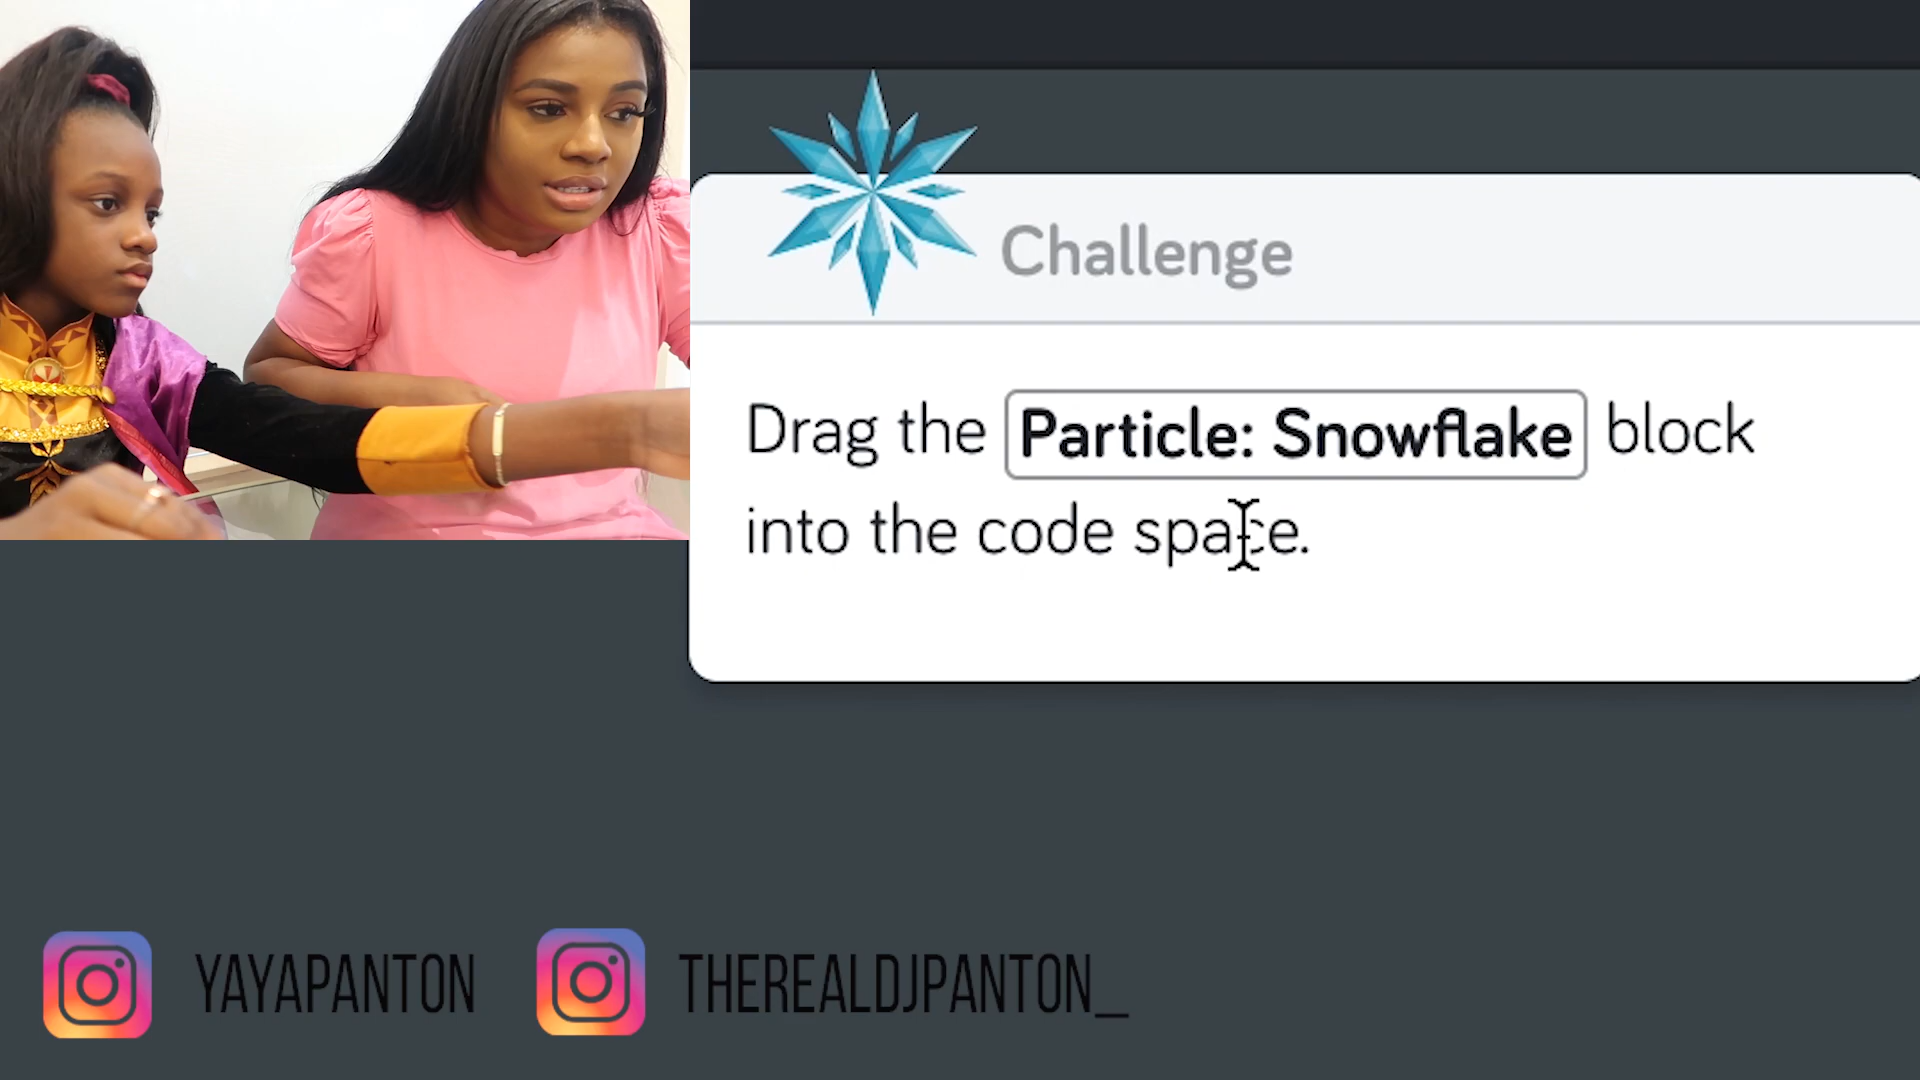 Challenge
Drag the Particle: Snowflake block
into the code space.
YAYAPANTON THEREALDJPANTON_